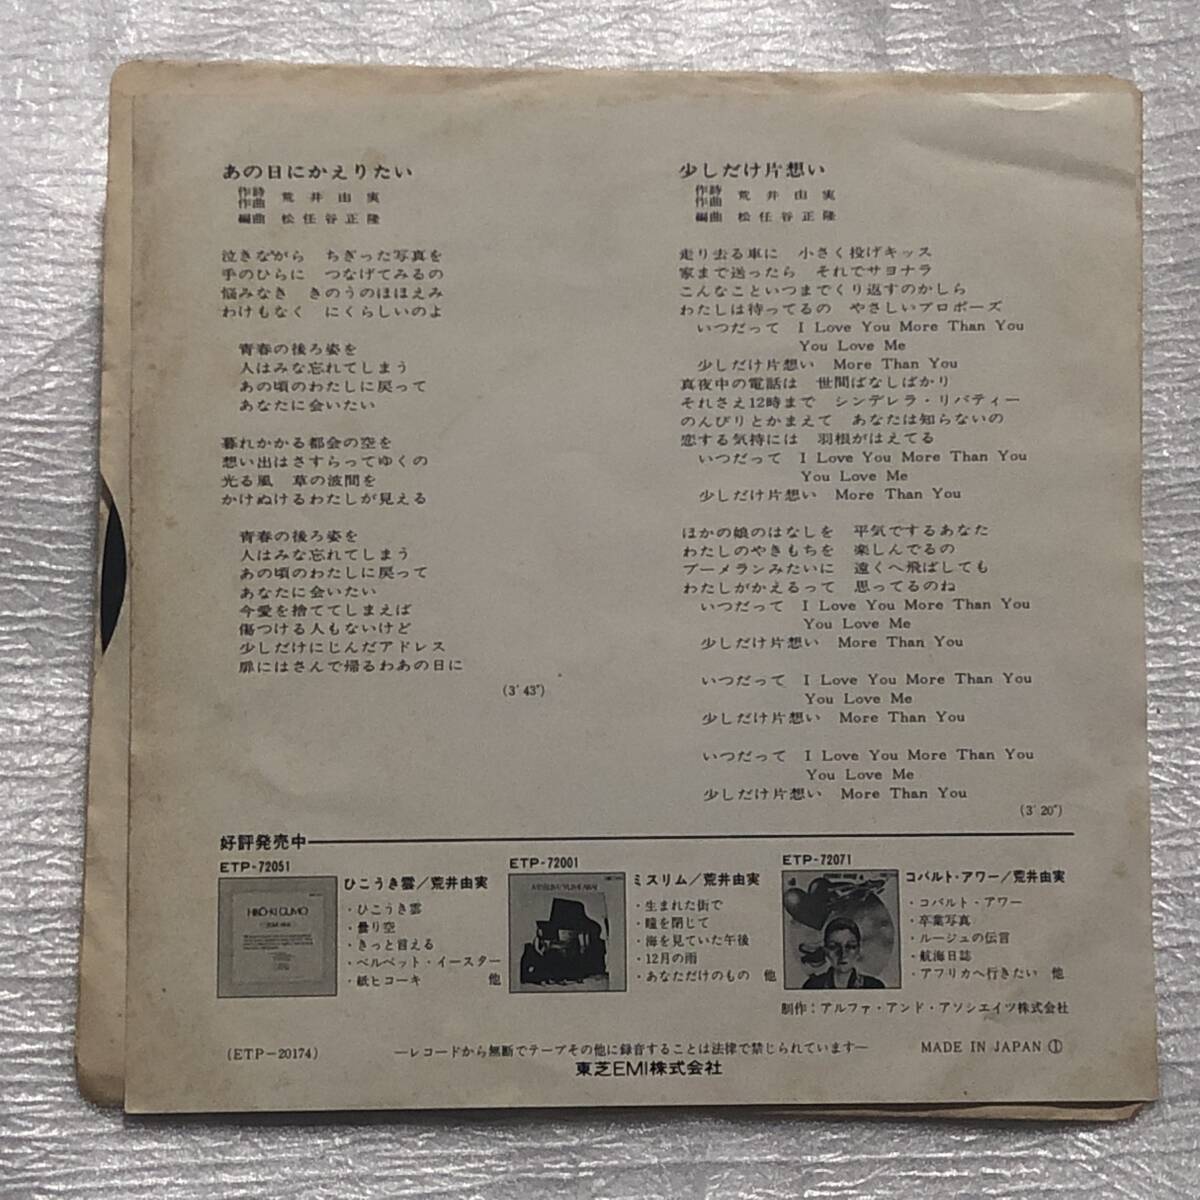 あの日にかえりたい
作詩
作曲 荒井由実
編曲 松任谷正隆
泣きながら ちぎった写真を
手のひらに つなげてみるの
悩みなき きのうのほほえみ
わけもなく にくらしいのよ
青春の後ろ姿を
人はみな忘れてしまう
あの頃のわたしに戻って
あなたに会いたい
暮れかかる都会の空を
想い出はさすらってゆくの
光る風 草の波間を
かけぬけるわたしが見える
青春の後ろ姿を
人はみな忘れてしまう
あの頃のわたしに戻って
あなたに会いたい
今愛を捨ててしまえば
傷つける人もないけど
少しだけにじんだアドレス
扉にはさんで帰るわあの日に
(3′43″)
少しだけ片想い
作詩
作曲 荒井由実
編曲 松任谷正隆
走り去る車に 小さく投げキッス
家まで送ったら それでサヨナラ
こんなこといつまでくり返すのかしら
わたしは待ってるの やさしいプロポーズ
いつだって I Love You More Than You
You Love Me
少しだけ片想い More Than You
真夜中の電話は 世間ばなしばかり
それさえ12時まで シンデレラ・リバティー
のんびりとかまえて あなたは知らないの
恋する気持には 羽根がはえてる
いつだって I Love You More Than You
You Love Me
少しだけ片想い More Than You
ほかの娘のはなしを 平気でするあなた
わたしのやきもちを 楽しんでるの
ブーメランみたいに 遠くへ飛ばしても
わたしがかえるって 思ってるのね
いつだって I Love You More Than You
You Love Me
少しだけ片想い More Than You
いつだって I Love You More Than You
You Love Me
少しだけ片想い More Than You
いつだって I Love You More Than You
You Love Me
少しだけ片想い More Than You
(3′20″)
好評発売中
ETP-72051
HIKO-KI GUMO
ひこうき雲/荒井由実
・ひこうき雲
・曇り空
・きっと言える
・ベルベット・イースター
・紙ヒコーキ 他
ETP-72001
MISSLIM/YUMI ARAI
ミスリム/荒井由実
・生まれた街で
・瞳を閉じて
・海を見ていた午後
・12月の雨
・あなただけのもの 他
ETP-72071
コバルト・アワー/荒井由実
・コバルト・アワー
・卒業写真
・ルージュの伝言
・航海日誌
・アフリカへ行きたい 他
制作：アルファ・アンド・アソシエイツ株式会社
(ETP-20174)
—レコードから無断でテープその他に録音することは法律で禁じられています—
MADE IN JAPAN ①
東芝EMI株式会社